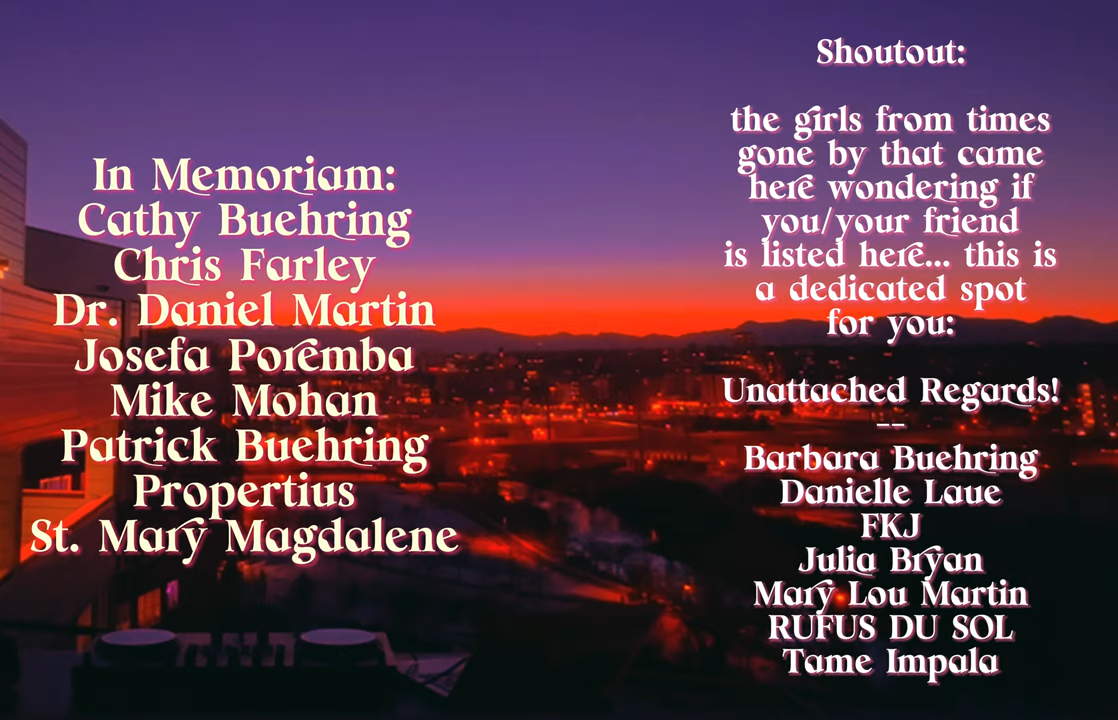 In Memoriam:
Cathy Buehring
Chris Farley
Dr. Daniel Martin
Josefa Poremba
Mike Mohan
Patrick Buehring
Propertius
St. Mary Magdalene
Shoutout:
the girls from times
gone by that came
here wondering if
you/your friend
is listed here... this is
a dedicated spot
for you:
Unattached Regards!
--
Barbara Buehring
Danielle Laue
FKJ
Julia Bryan
Mary Lou Martin
RUFUS DU SOL
Tame Impala